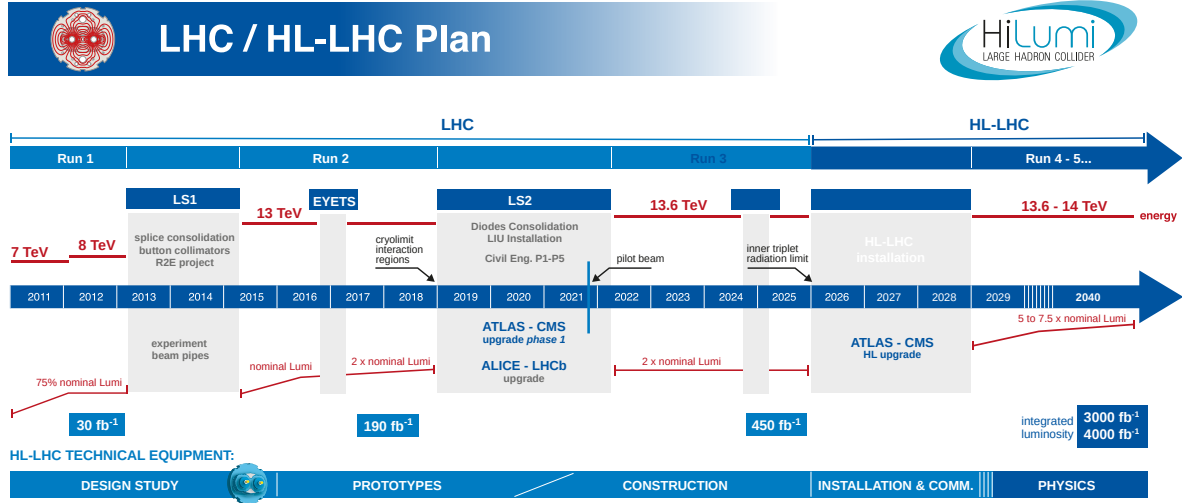 LHC / HL-LHC Plan
HiLumi
LARGE HADRON COLLIDER
LHC
HL-LHC
Run 1
Run 2
Run 3
Run 4 - 5...
LS1
EYETS
LS2
13 TeV
13.6 TeV
13.6 - 14 TeV
energy
7 TeV
8 TeV
splice consolidation
button collimators
R2E project
cryolimit
interaction
regions
Diodes Consolidation
LIU Installation
Civil Eng. P1-P5
pilot beam
inner triplet
radiation limit
HL-LHC
installation
2011 2012 2013 2014 2015 2016 2017 2018 2019 2020 2021 2022 2023 2024 2025 2026 2027 2028 2029 2040
5 to 7.5 x nominal Lumi
experiment
beam pipes
ATLAS - CMS
upgrade phase 1
ALICE - LHCb
upgrade
ATLAS - CMS
HL upgrade
75% nominal Lumi
nominal Lumi
2 x nominal Lumi
2 x nominal Lumi
30 fb-1
190 fb-1
450 fb-1
integrated
luminosity
3000 fb-1
4000 fb-1
HL-LHC TECHNICAL EQUIPMENT:
DESIGN STUDY
PROTOTYPES
CONSTRUCTION
INSTALLATION & COMM.
PHYSICS